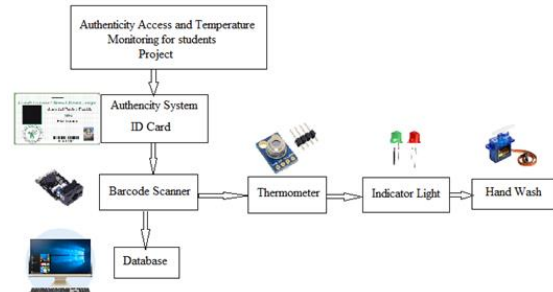 Authenticity Access and Temperature
Monitoring for students
Project
Authencity System
ID Card
Barcode Scanner
Thermometer
Indicator Light
Hand Wash
Database